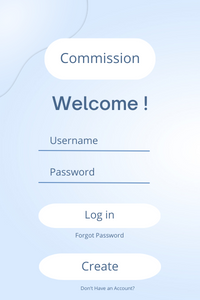 Commission
Welcome !
Username
Password
Log in
Forgot Password
Create
Don't Have an Account?